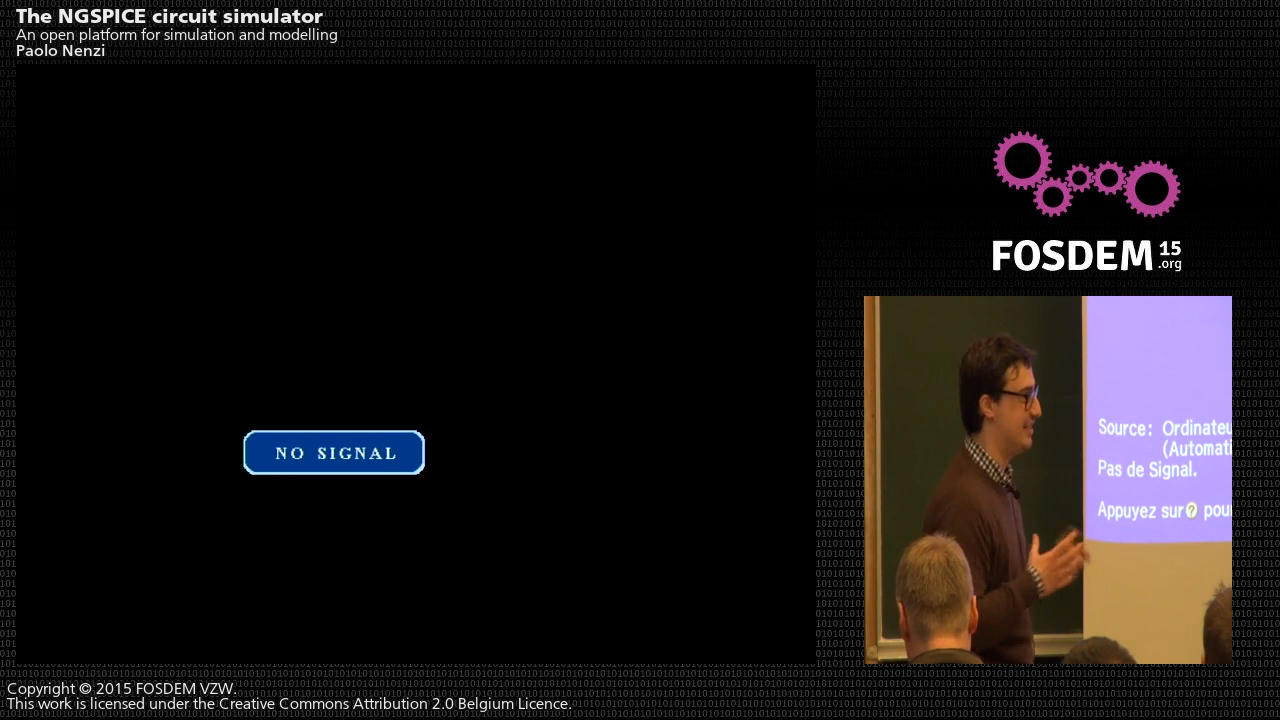 The NGSPICE circuit simulator
An open platform for simulation and modelling
Paolo Nenzi
FOSDEM 15
.org
NO SIGNAL
Source: Ordinateu
(Automati
Pas de Signal.
Appuyez sur ? pour
Copyright © 2015 FOSDEM VZW.
This work is licensed under the Creative Commons Attribution 2.0 Belgium Licence.